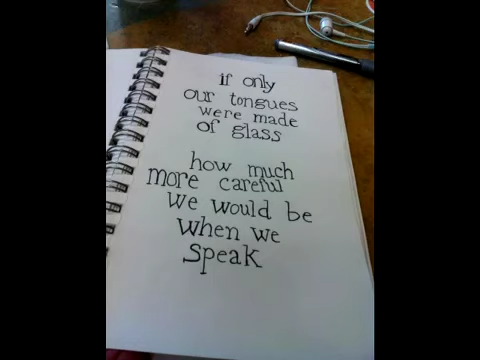 if only
our tongues
were made
of glass
how much
more careful
we would be
when we
speak